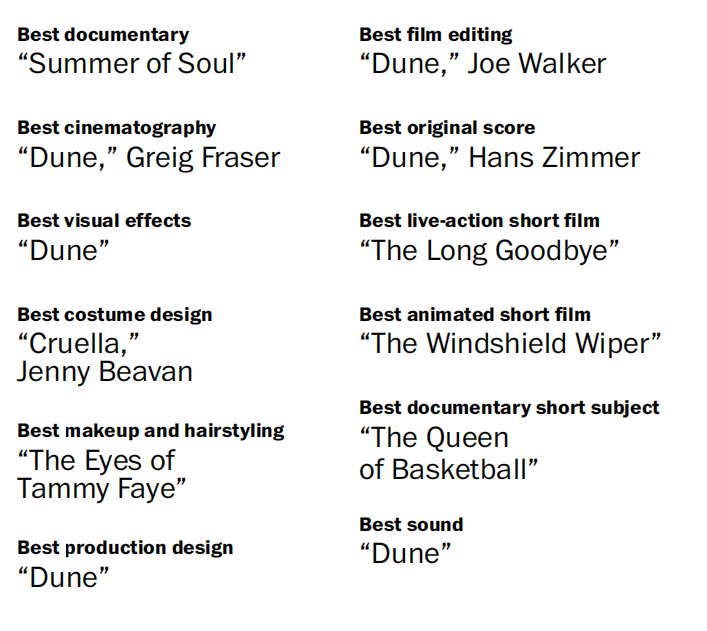 Best documentary
“Summer of Soul”
Best cinematography
“Dune,” Greig Fraser
Best visual effects
“Dune”
Best costume design
“Cruella,”
Jenny Beavan
Best makeup and hairstyling
“The Eyes of
Tammy Faye”
Best production design
“Dune”
Best film editing
“Dune,” Joe Walker
Best original score
“Dune,” Hans Zimmer
Best live-action short film
“The Long Goodbye”
Best animated short film
“The Windshield Wiper”
Best documentary short subject
“The Queen
of Basketball”
Best sound
“Dune”